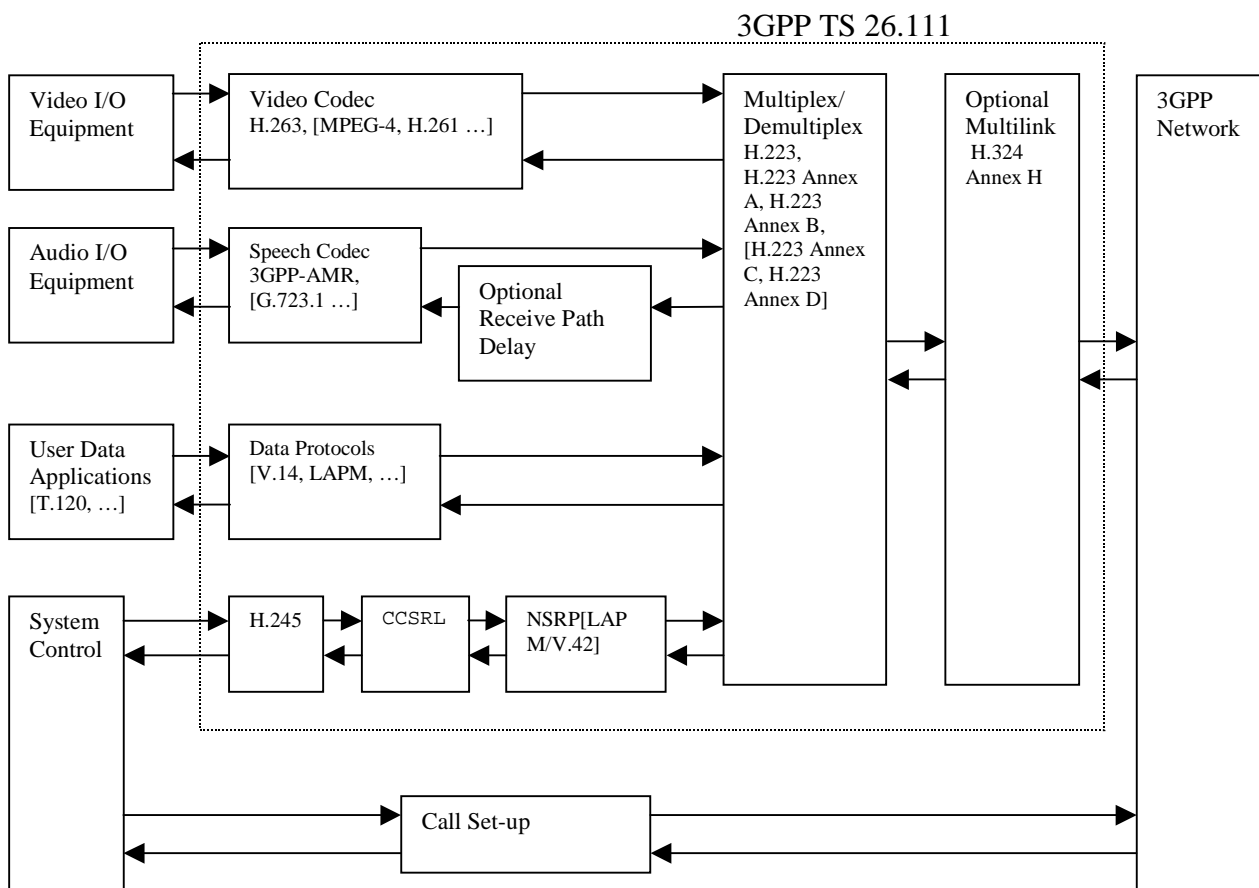 3GPP TS 26.111
Video I/O
Equipment
Video Codec
H.263, [MPEG-4, H.261 …]
Multiplex/
Demultiplex
H.223,
H.223 Annex
A, H.223
Annex B,
[H.223 Annex
C, H.223
Annex D]
Optional
Multilink
H.324
Annex H
3GPP
Network
Audio I/O
Equipment
Speech Codec
3GPP-AMR,
[G.723.1 …]
Optional
Receive Path
Delay
User Data
Applications
[T.120, …]
Data Protocols
[V.14, LAPM, …]
System
Control
H.245
CCSRL
NSRP[LAP
M/V.42]
Call Set-up